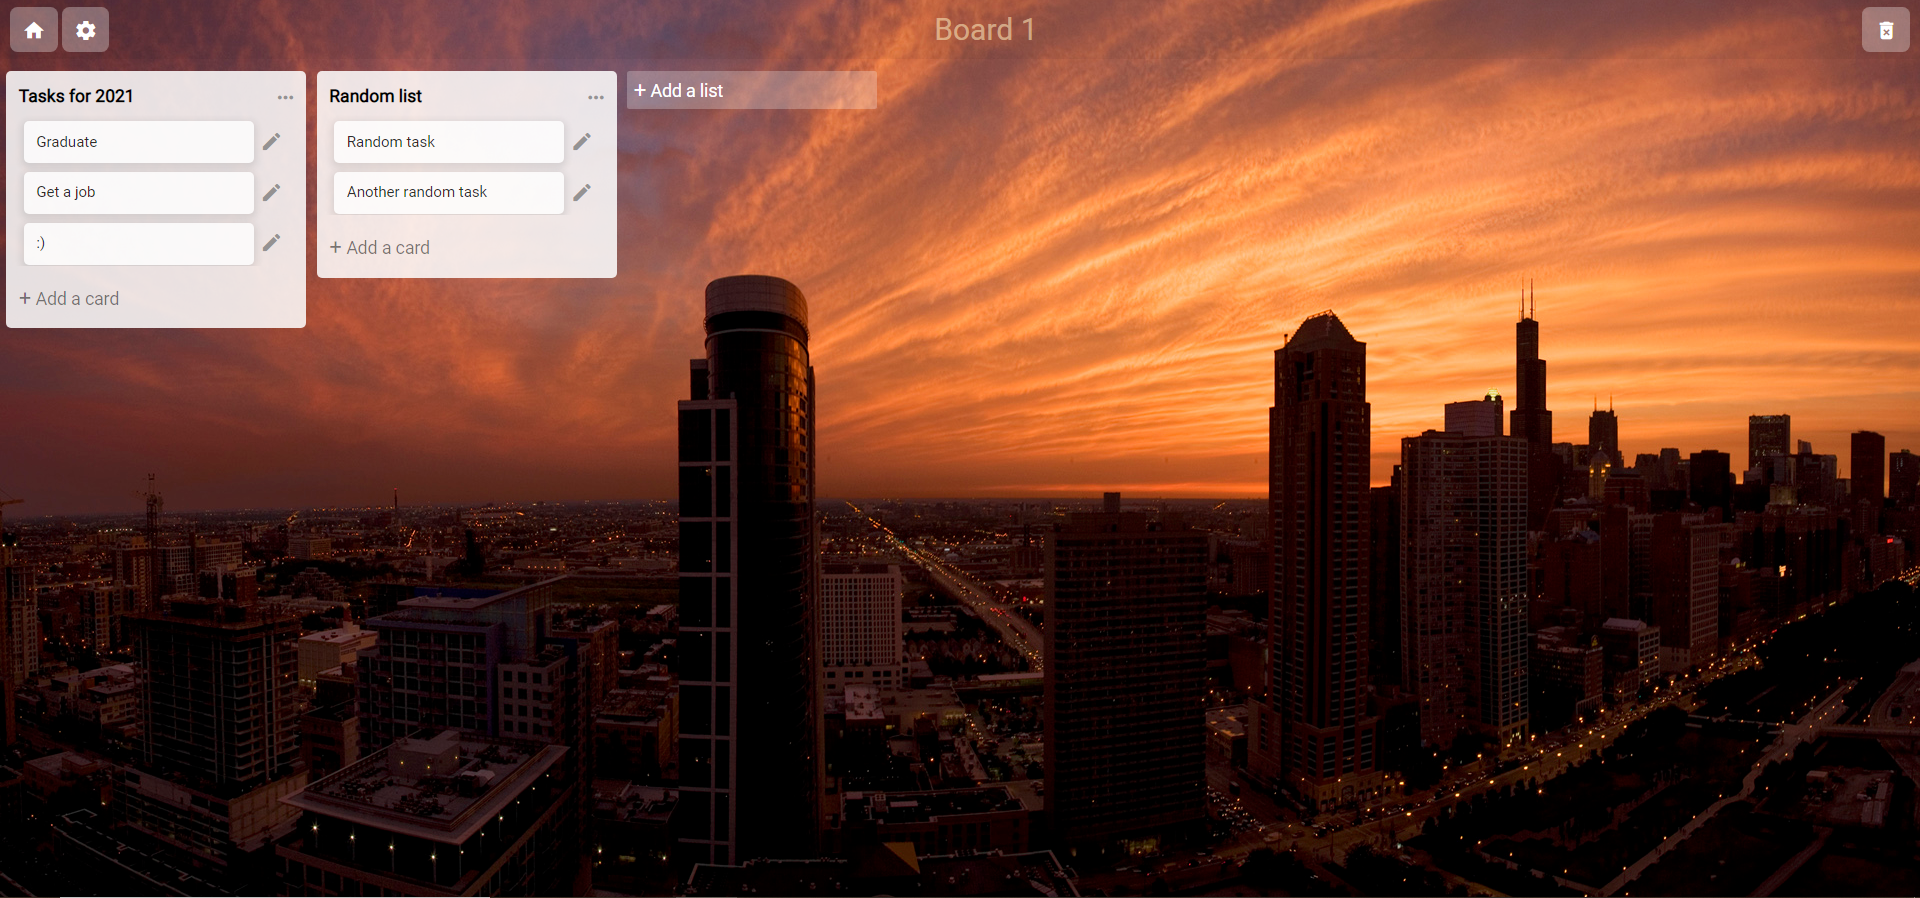 Board 1
Tasks for 2021
Graduate
Get a job
:)
+ Add a card
Random list
Random task
Another random task
+ Add a card
+ Add a list